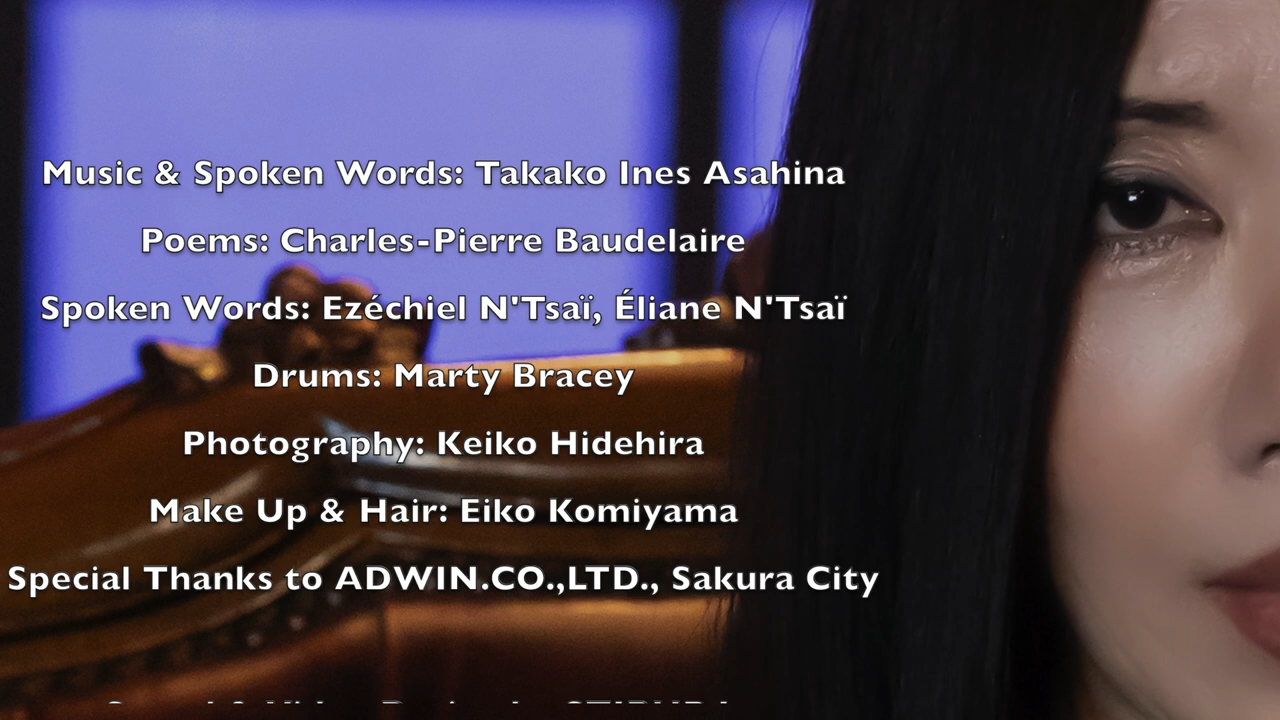 Music & Spoken Words: Takako Ines Asahina
Poems: Charles-Pierre Baudelaire
Spoken Words: Ezéchiel N'Tsaï, Éliane N'Tsaï
Drums: Marty Bracey
Photography: Keiko Hidehira
Make Up & Hair: Eiko Komiyama
Special Thanks to ADWIN.CO.,LTD., Sakura City